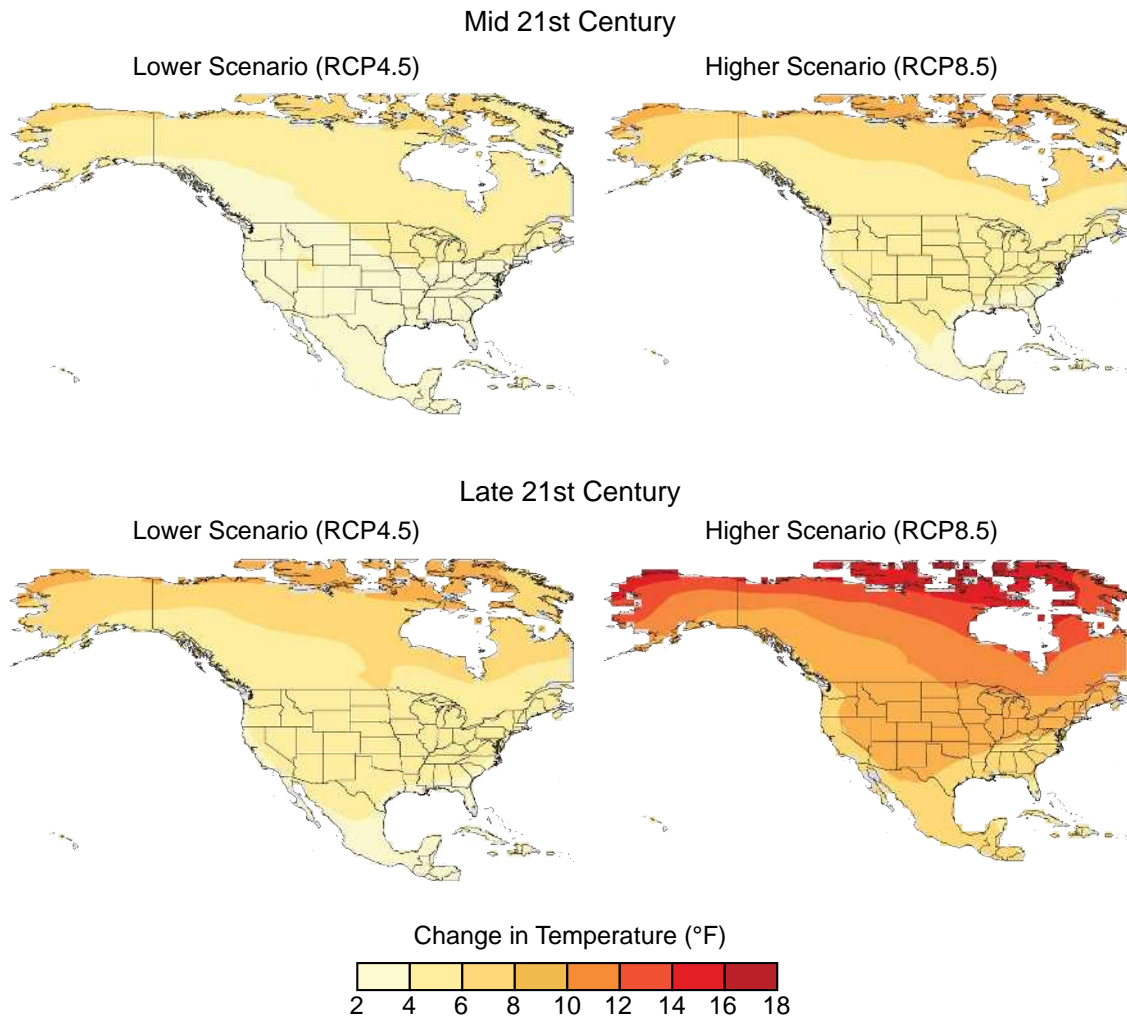 Mid 21st Century
Lower Scenario (RCP4.5)
Higher Scenario (RCP8.5)
Late 21st Century
Lower Scenario (RCP4.5)
Higher Scenario (RCP8.5)
Change in Temperature (°F)
2 4 6 8 10 12 14 16 18